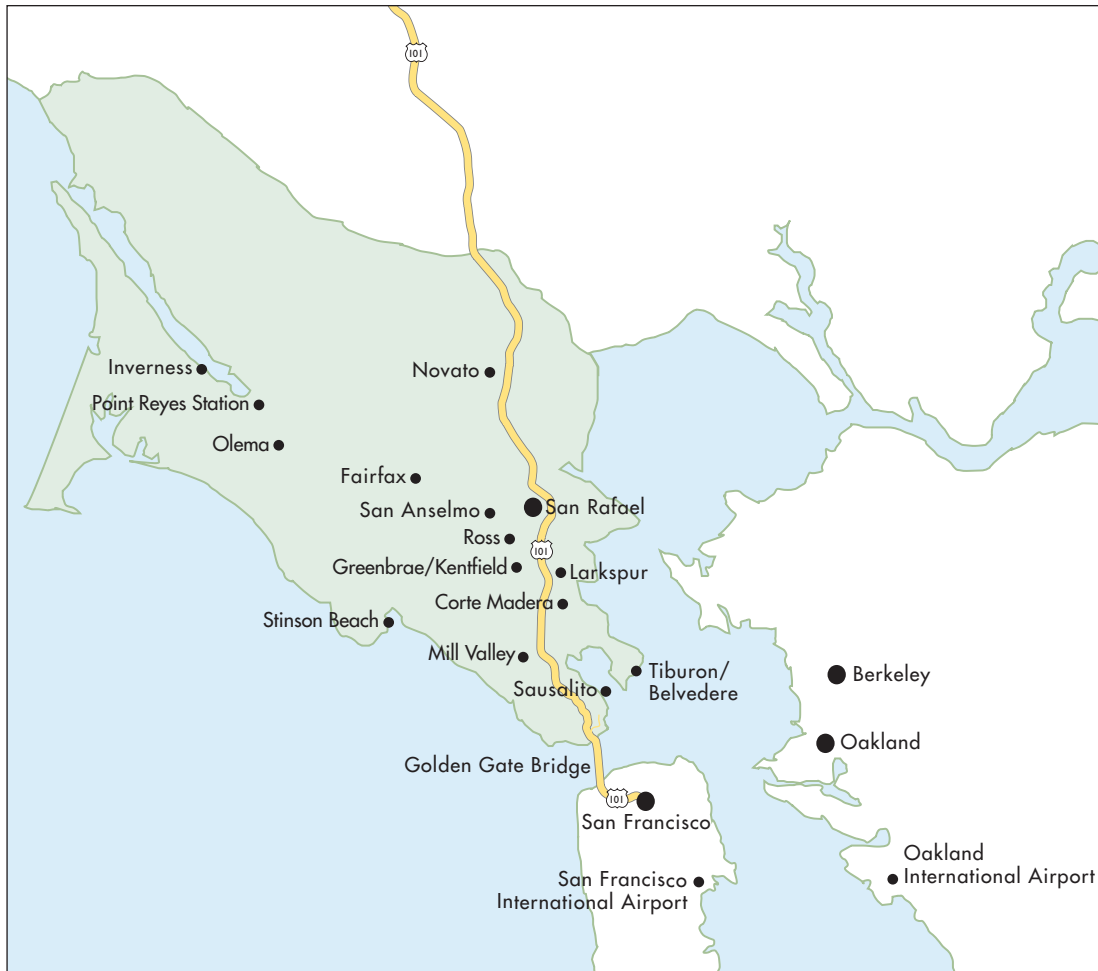 101
Inverness
Novato
Point Reyes Station
Olema
Fairfax
San Anselmo
San Rafael
Ross
101
Greenbrae/Kentfield
Larkspur
Corte Madera
Stinson Beach
Mill Valley
Tiburon/
Belvedere
Berkeley
Sausalito
Oakland
Golden Gate Bridge
101
San Francisco
Oakland
International Airport
San Francisco
International Airport